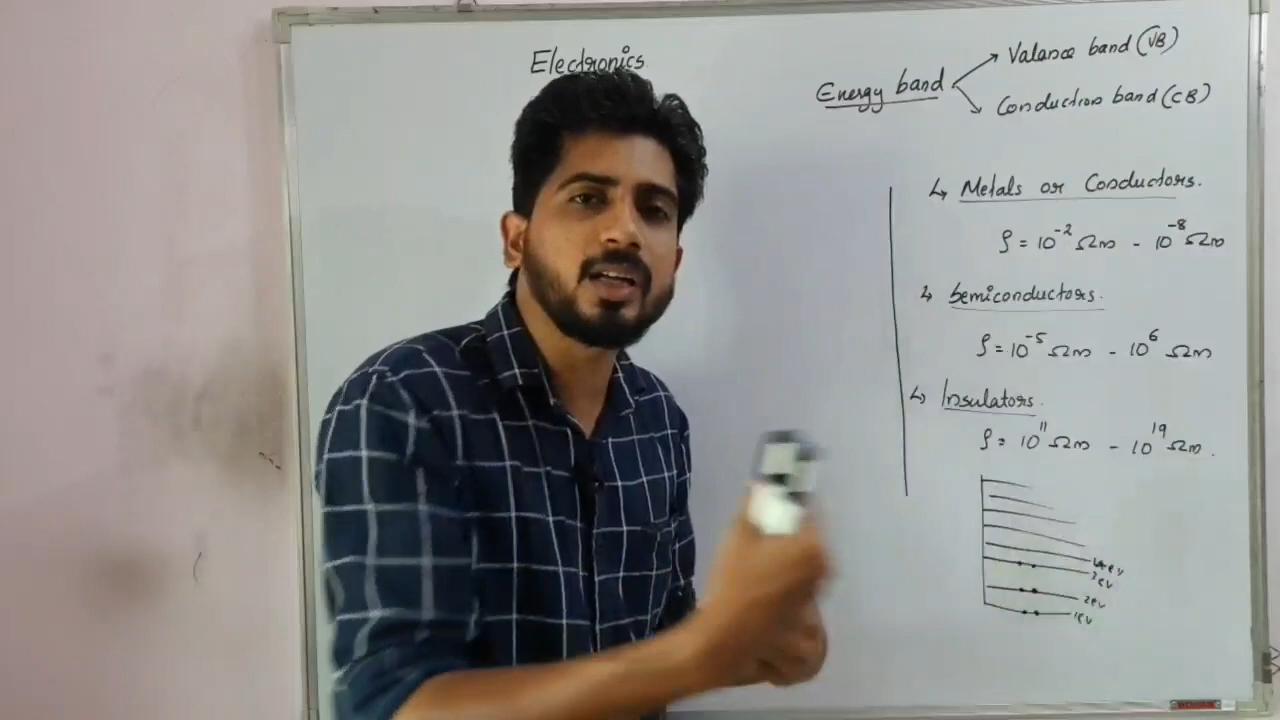 Electronics
Energy band
Valance band (VB)
Conduction band (CB)
↳ Metals or Conductors.
ρ = 10⁻² Ωm - 10⁻⁸ Ωm
↳ Semiconductors.
ρ = 10⁻⁵ Ωm - 10⁶ Ωm
↳ Insulators.
ρ = 10¹¹ Ωm - 10¹⁹ Ωm.
3eV
2eV
1eV